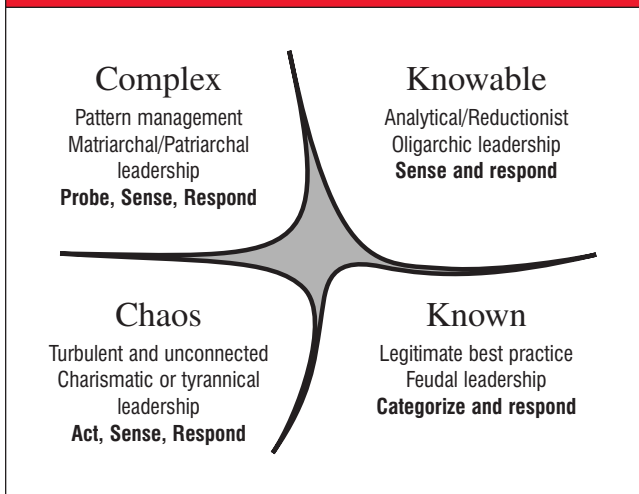 Complex
Pattern management
Matriarchal/Patriarchal
leadership
Probe, Sense, Respond
Knowable
Analytical/Reductionist
Oligarchic leadership
Sense and respond
Chaos
Turbulent and unconnected
Charismatic or tyrannical
leadership
Act, Sense, Respond
Known
Legitimate best practice
Feudal leadership
Categorize and respond